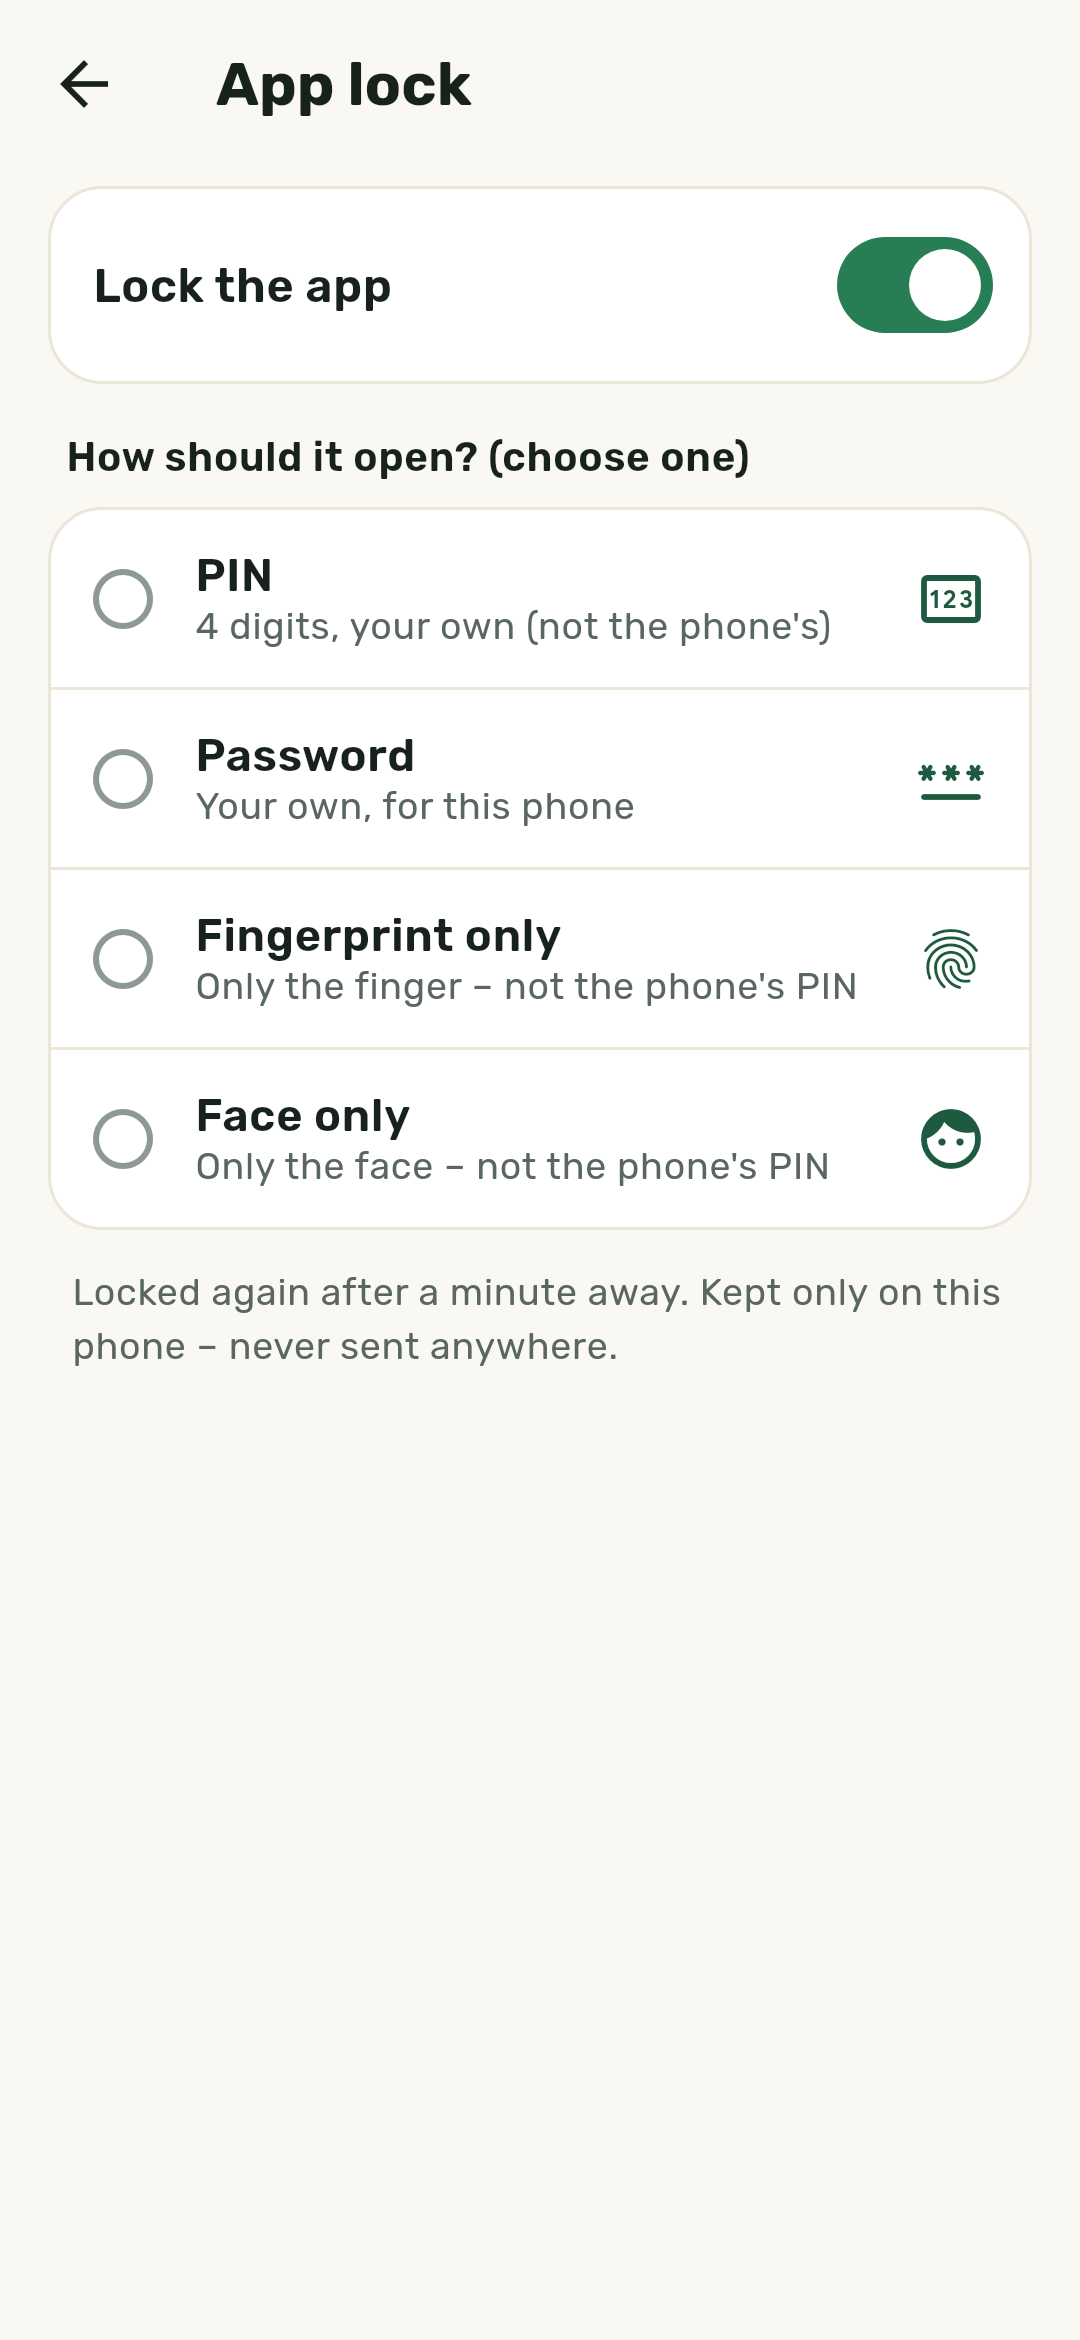 App lock
Lock the app
How should it open? (choose one)
PIN
4 digits, your own (not the phone's)
123
Password
Your own, for this phone
***
Fingerprint only
Only the finger – not the phone's PIN
Face only
Only the face – not the phone's PIN
Locked again after a minute away. Kept only on this
phone – never sent anywhere.